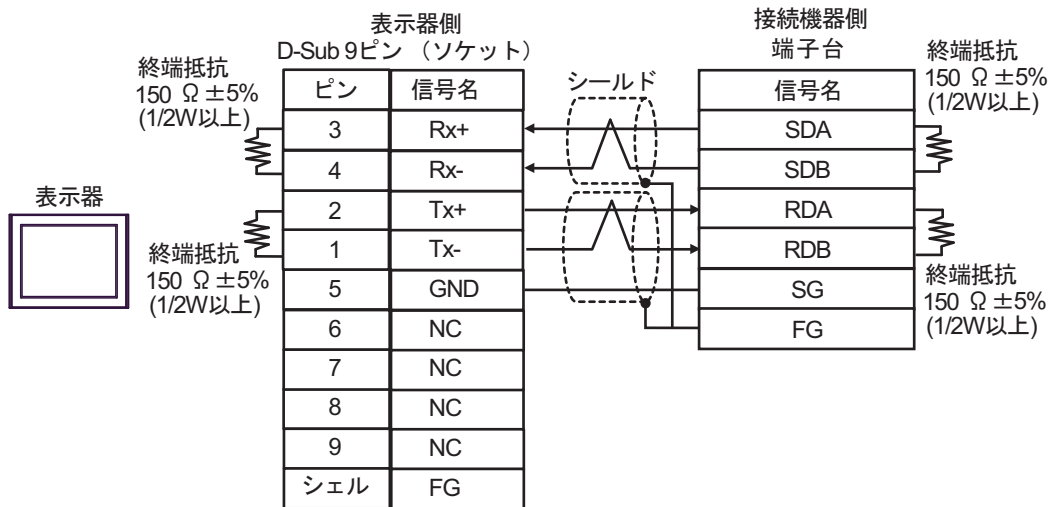 表示器側
D-Sub 9ピン （ソケット）
接続機器側
端子台
終端抵抗
150 Ω ±5%
(1/2W以上)
ピン 信号名
シールド
信号名
終端抵抗
150 Ω ±5%
(1/2W以上)
3 Rx+ SDA
4 Rx- SDB
表示器
2 Tx+ RDA
1 Tx- RDB
終端抵抗
150 Ω ±5%
(1/2W以上)
5 GND SG
終端抵抗
150 Ω ±5%
(1/2W以上)
6 NC FG
7 NC
8 NC
9 NC
シェル FG